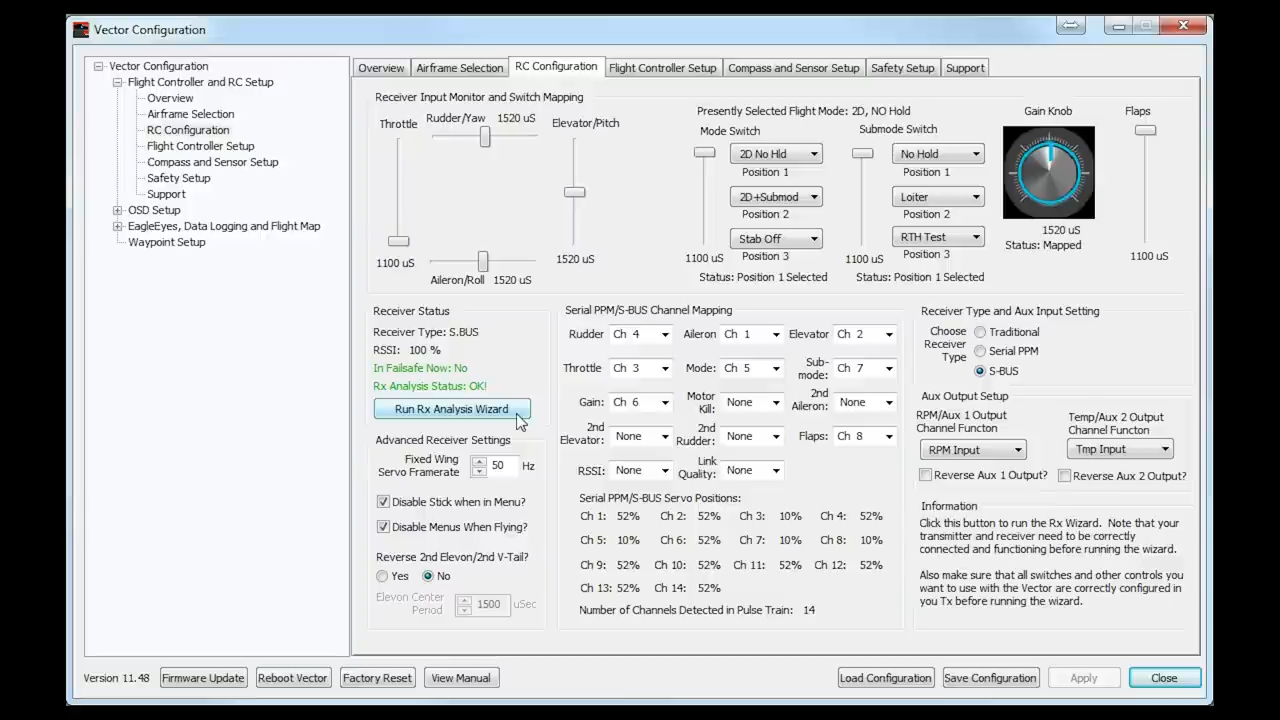 Vector Configuration
Vector Configuration
Flight Controller and RC Setup
Overview
Airframe Selection
RC Configuration
Flight Controller Setup
Compass and Sensor Setup
Safety Setup
Support
OSD Setup
EagleEyes, Data Logging and Flight Map
Waypoint Setup
Overview Airframe Selection RC Configuration Flight Controller Setup Compass and Sensor Setup Safety Setup Support
Receiver Input Monitor and Switch Mapping
Throttle
1100 uS
Rudder/Yaw 1520 uS
Aileron/Roll 1520 uS
Elevator/Pitch
1520 uS
Presently Selected Flight Mode: 2D, NO Hold
Mode Switch
2D No Hld
Position 1
2D+Submod
Position 2
Stab Off
Position 3
1100 uS
Status: Position 1 Selected
Submode Switch
No Hold
Position 1
Loiter
Position 2
RTH Test
Position 3
1100 uS
Status: Position 1 Selected
Gain Knob
1520 uS
Status: Mapped
Flaps
1100 uS
Receiver Status
Receiver Type: S.BUS
RSSI: 100 %
In Failsafe Now: No
Rx Analysis Status: OK!
Run Rx Analysis Wizard
Advanced Receiver Settings
Fixed Wing
Servo Framerate 50 Hz
Disable Stick when in Menu?
Disable Menus When Flying?
Reverse 2nd Elevon/2nd V-Tail?
Yes No
Elevon Center
Period 1500 uSec
Serial PPM/S-BUS Channel Mapping
Rudder Ch 4 Aileron Ch 1 Elevator Ch 2
Throttle Ch 3 Mode: Ch 5 Sub-
mode: Ch 7
Gain: Ch 6 Motor
Kill: None 2nd
Aileron: None
2nd
Elevator: None 2nd
Rudder: None Flaps: Ch 8
RSSI: None Link
Quality: None
Serial PPM/S-BUS Servo Positions:
Ch 1: 52% Ch 2: 52% Ch 3: 10% Ch 4: 52%
Ch 5: 10% Ch 6: 52% Ch 7: 10% Ch 8: 10%
Ch 9: 52% Ch 10: 52% Ch 11: 52% Ch 12: 52%
Ch 13: 52% Ch 14: 52%
Number of Channels Detected in Pulse Train: 14
Receiver Type and Aux Input Setting
Choose
Receiver
Type
Traditional
Serial PPM
S-BUS
Aux Output Setup
RPM/Aux 1 Output
Channel Functon
RPM Input
Reverse Aux 1 Output?
Temp/Aux 2 Output
Channel Functon
Tmp Input
Reverse Aux 2 Output?
Information
Click this button to run the Rx Wizard. Note that your
transmitter and receiver need to be correctly
connected and functioning before running the wizard.
Also make sure that all switches and other controls you
want to use with the Vector are correctly configured in
you Tx before running the wizard.
Version 11.48 Firmware Update Reboot Vector Factory Reset View Manual Load Configuration Save Configuration Apply Close